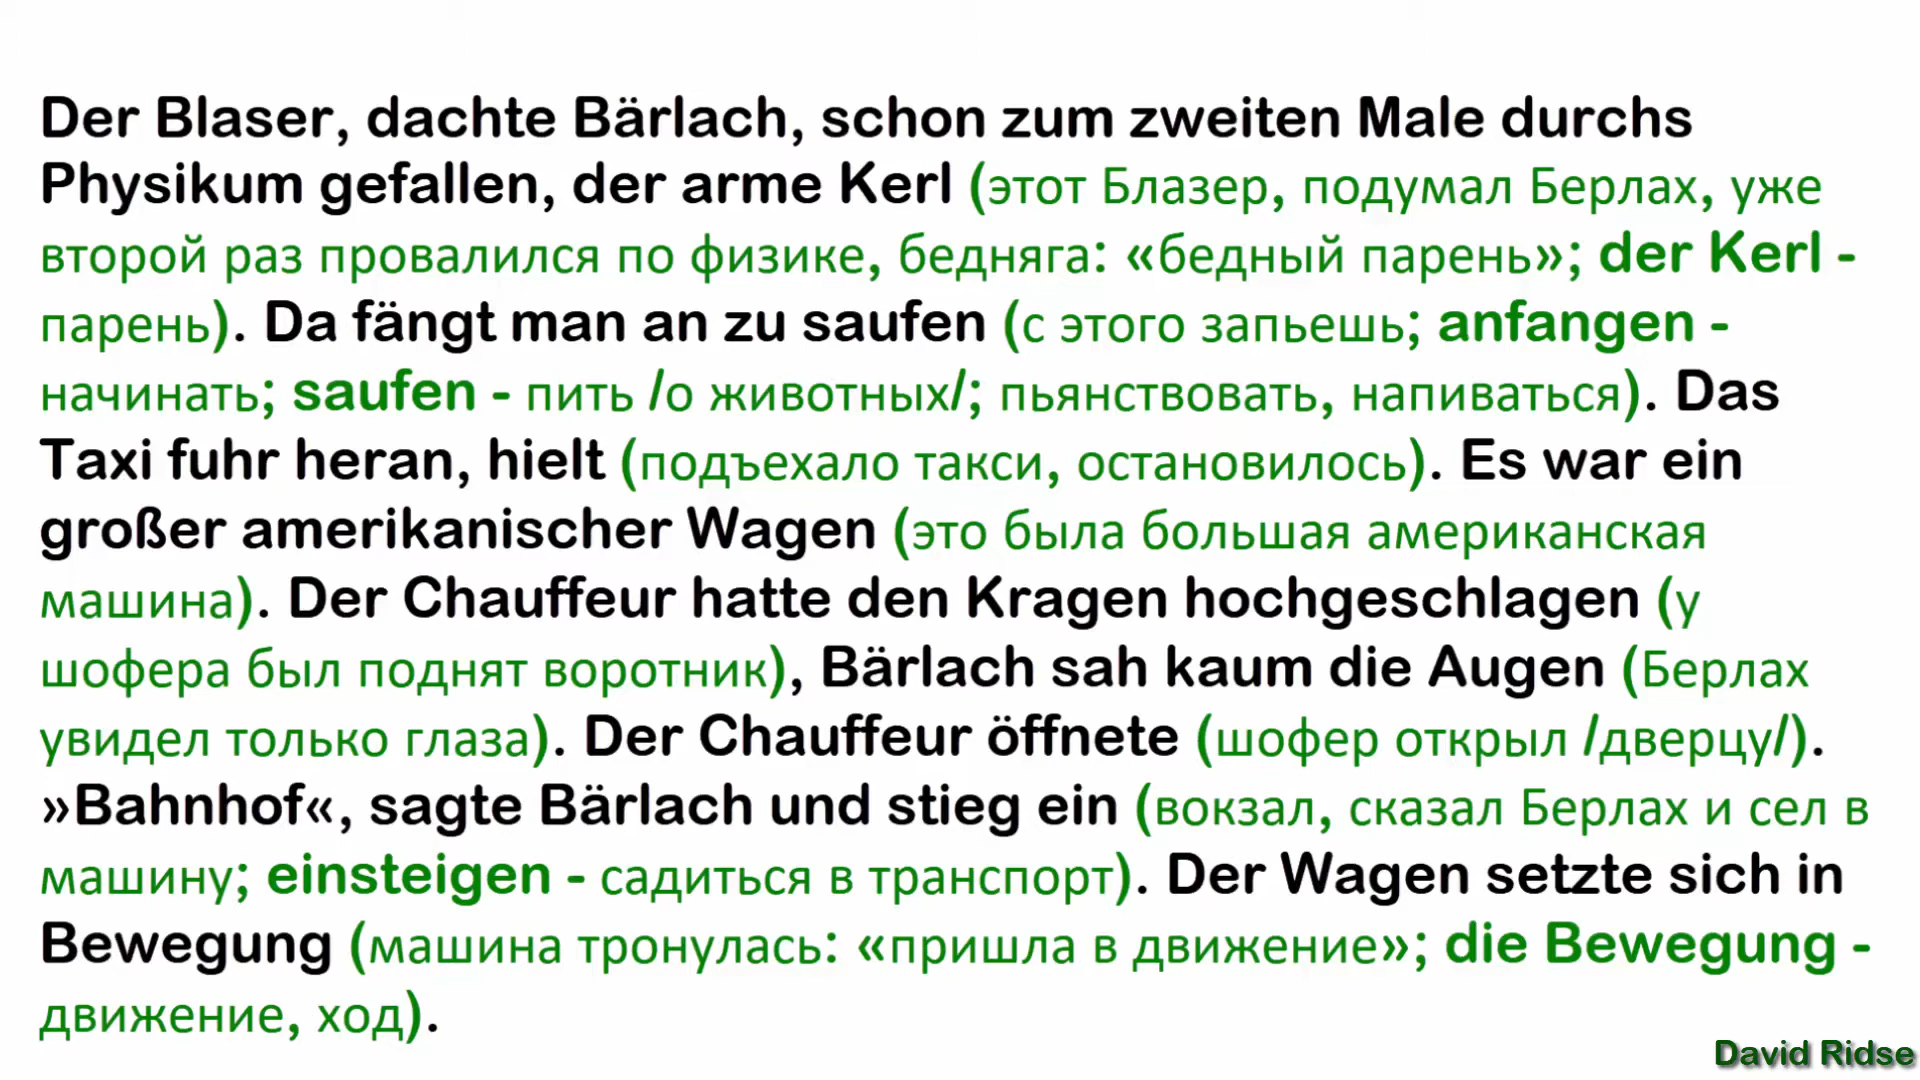 Der Blaser, dachte Bärlach, schon zum zweiten Male durchs
Physikum gefallen, der arme Kerl (этот Блазер, подумал Берлах, уже
второй раз провалился по физике, бедняга: «бедный парень»; der Kerl -
парень). Da fängt man an zu saufen (с этого запьешь; anfangen -
начинать; saufen - пить /о животных/; пьянствовать, напиваться). Das
Taxi fuhr heran, hielt (подъехало такси, остановилось). Es war ein
großer amerikanischer Wagen (это была большая американская
машина). Der Chauffeur hatte den Kragen hochgeschlagen (у
шофера был поднят воротник), Bärlach sah kaum die Augen (Берлах
увидел только глаза). Der Chauffeur öffnete (шофер открыл /дверцу/).
»Bahnhof«, sagte Bärlach und stieg ein (вокзал, сказал Берлах и сел в
машину; einsteigen - садиться в транспорт). Der Wagen setzte sich in
Bewegung (машина тронулась: «пришла в движение»; die Bewegung -
движение, ход).
David Ridse